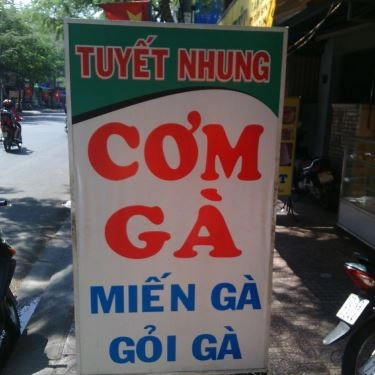 TUYẾT NHUNG
CƠM
GÀ
MIẾN GÀ
GỎI GÀ